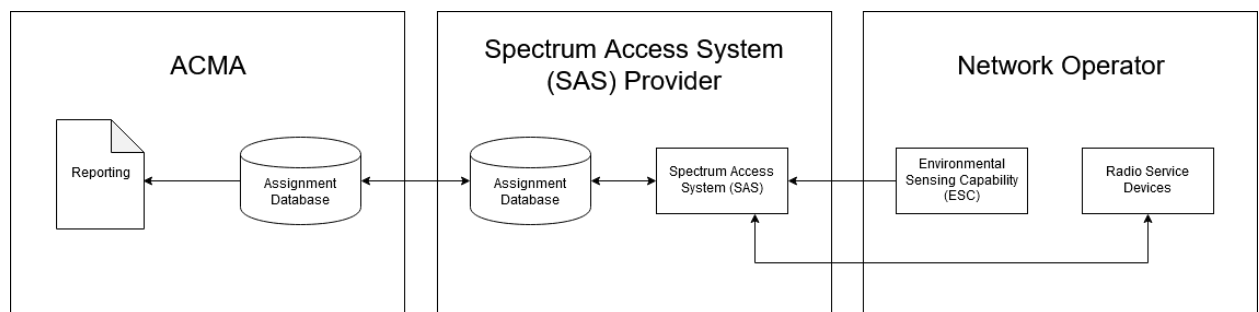 ACMA
Reporting
Assignment
Database
Spectrum Access System
(SAS) Provider
Assignment
Database
Spectrum Access
System (SAS)
Network Operator
Environmental
Sensing Capability
(ESC)
Radio Service
Devices